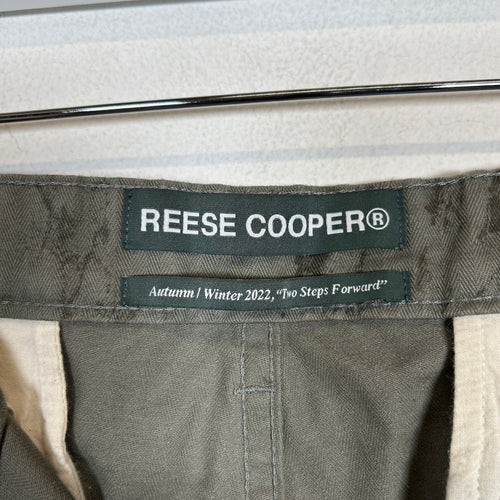 REESE COOPER®
Autumn / Winter 2022, "Two Steps Forward"